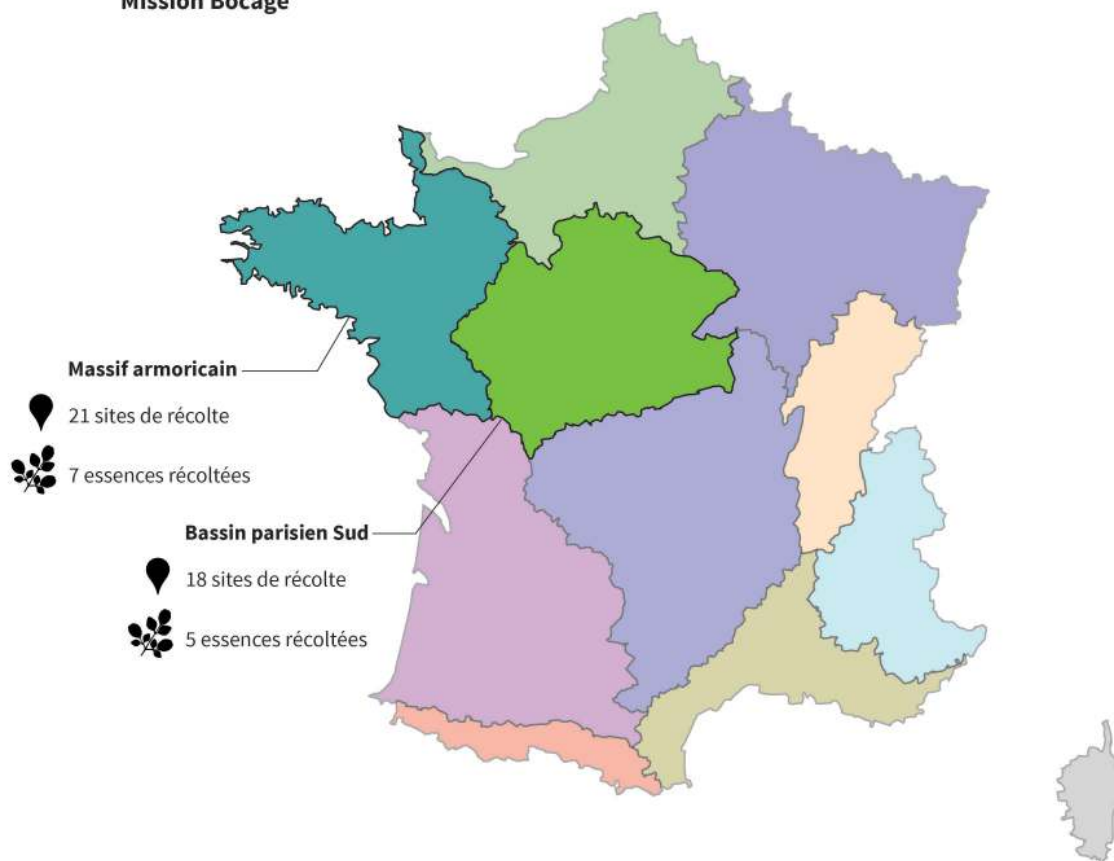 Mission Bocage
Massif armoricain
21 sites de récolte
7 essences récoltées
Bassin parisien Sud
18 sites de récolte
5 essences récoltées